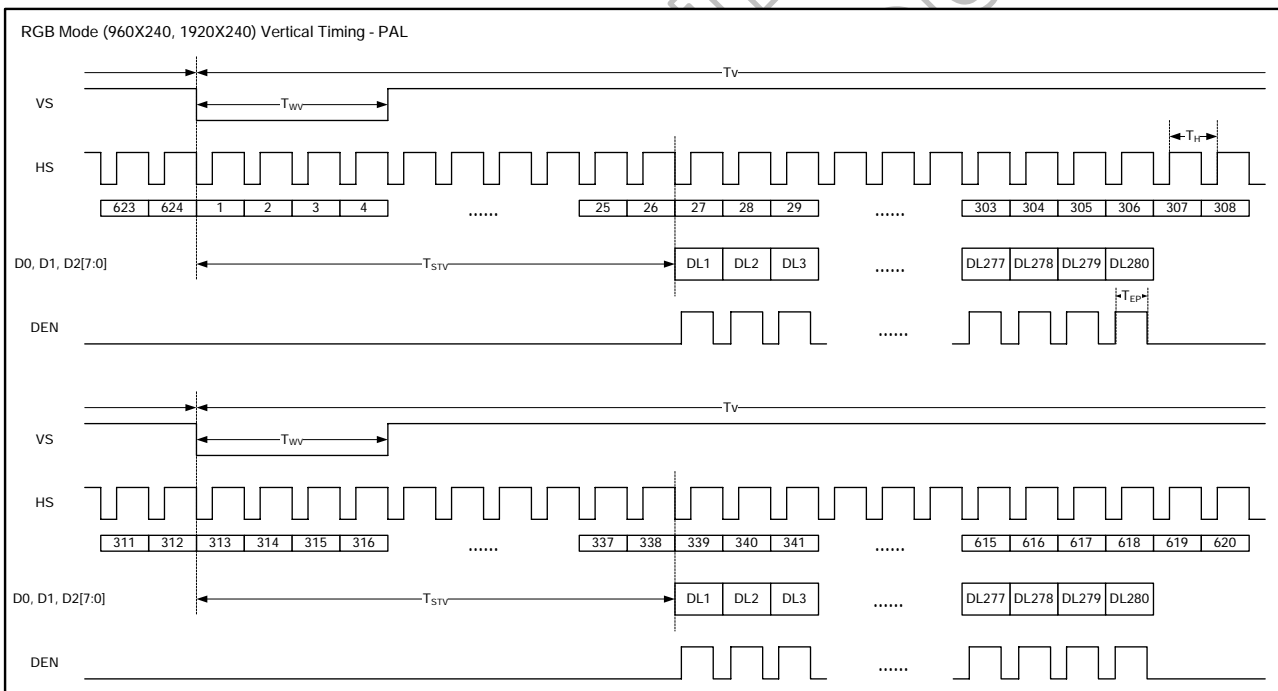 RGB Mode (960X240, 1920X240) Vertical Timing - PAL
Tv
VS
TWV
TH
HS
623 624 1 2 3 4 ...... 25 26 27 28 29 ...... 303 304 305 306 307 308
D0, D1, D2[7:0]
TSTV
DL1 DL2 DL3 ...... DL277 DL278 DL279 DL280
TEP
DEN
......
Tv
VS
TWV
HS
311 312 313 314 315 316 ...... 337 338 339 340 341 ...... 615 616 617 618 619 620
D0, D1, D2[7:0]
TSTV
DL1 DL2 DL3 ...... DL277 DL278 DL279 DL280
DEN
......